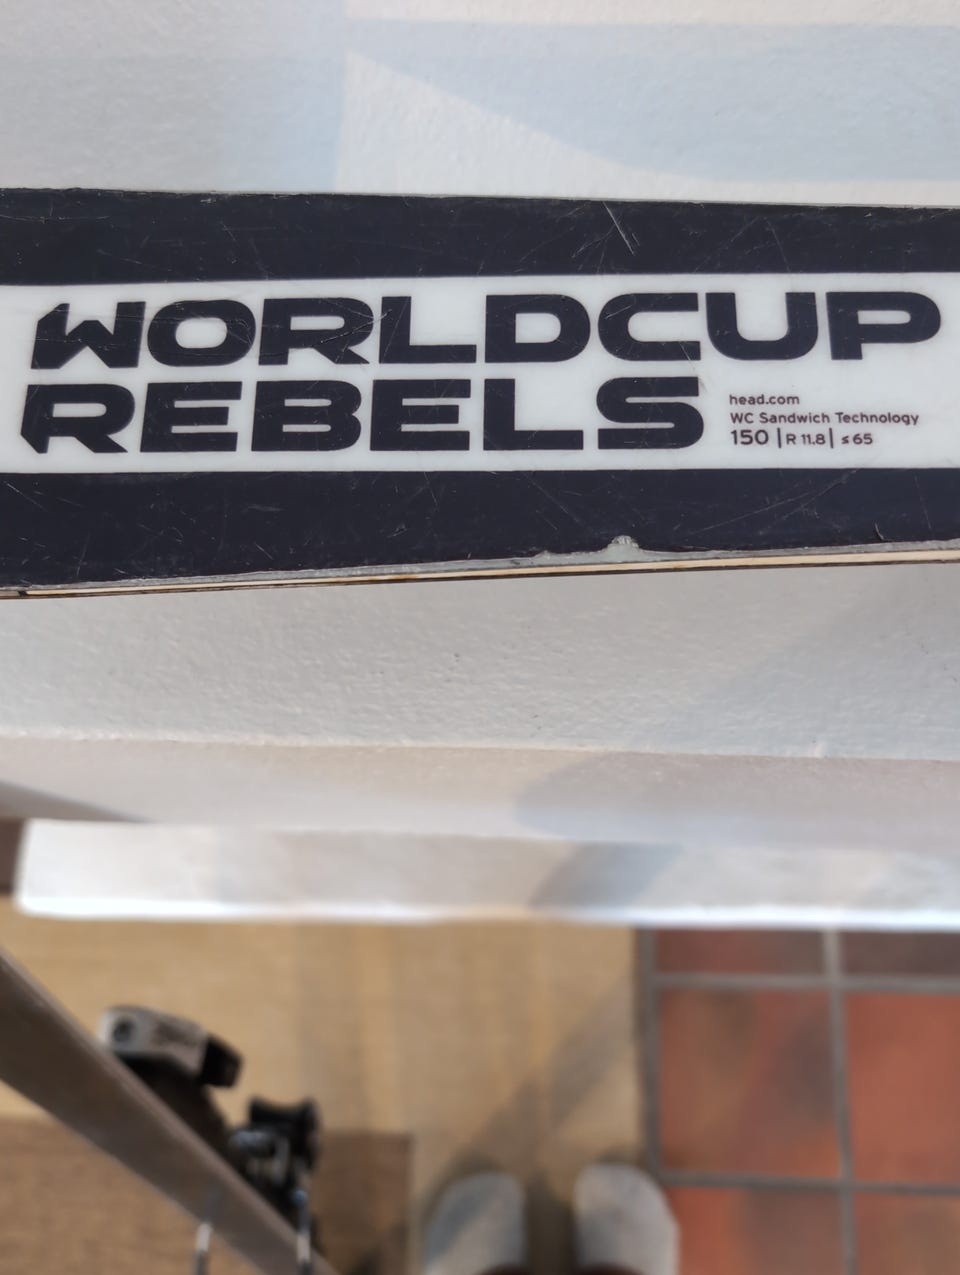 WORLDCUP
REBELS
head.com
WC Sandwich Technology
150 | R 11.8 | ≤ 65